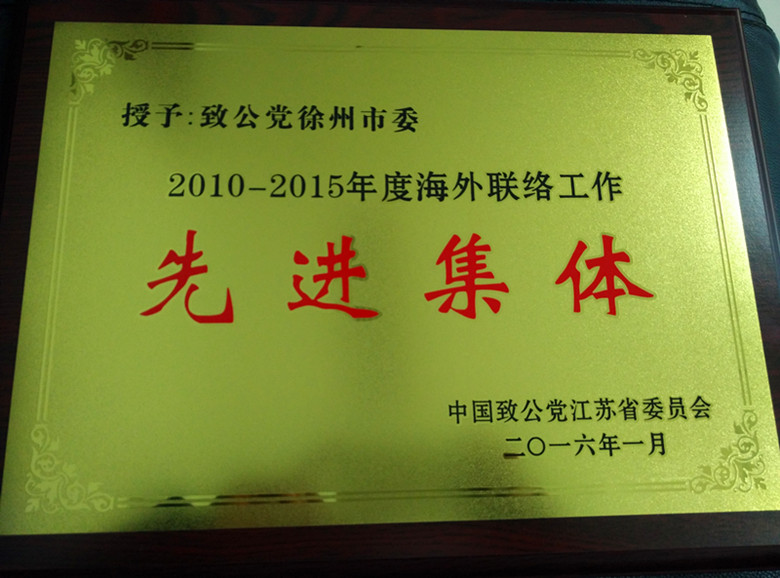 授予:致公党徐州市委
2010-2015年度海外联络工作
先进集体
中国致公党江苏省委员会
二〇一六年一月